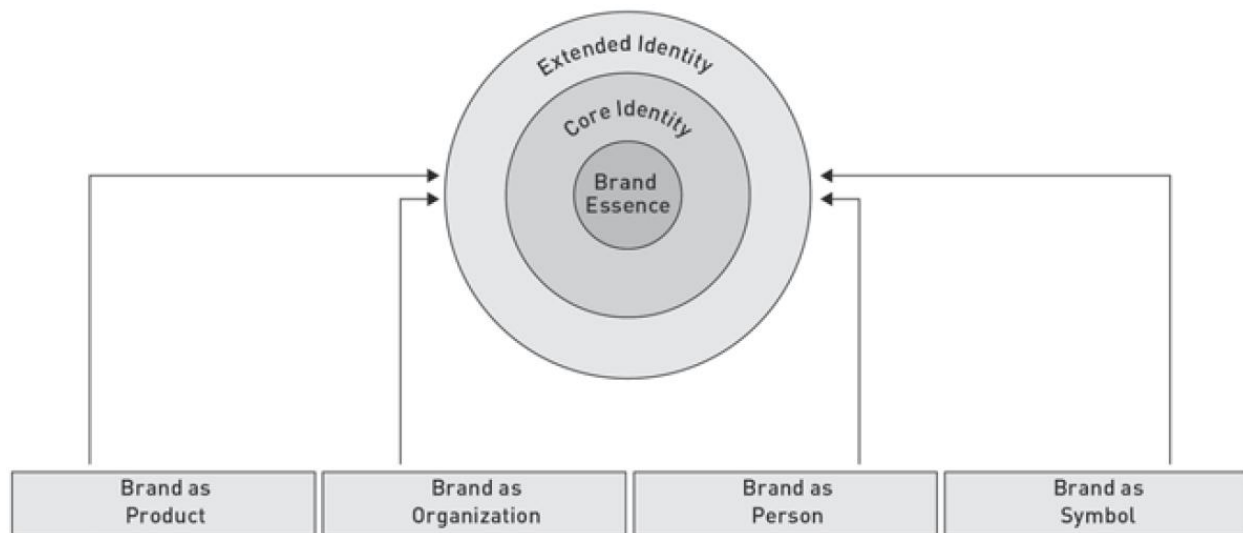 Extended Identity
Core Identity
Brand
Essence
Brand as
Product
Brand as
Organization
Brand as
Person
Brand as
Symbol